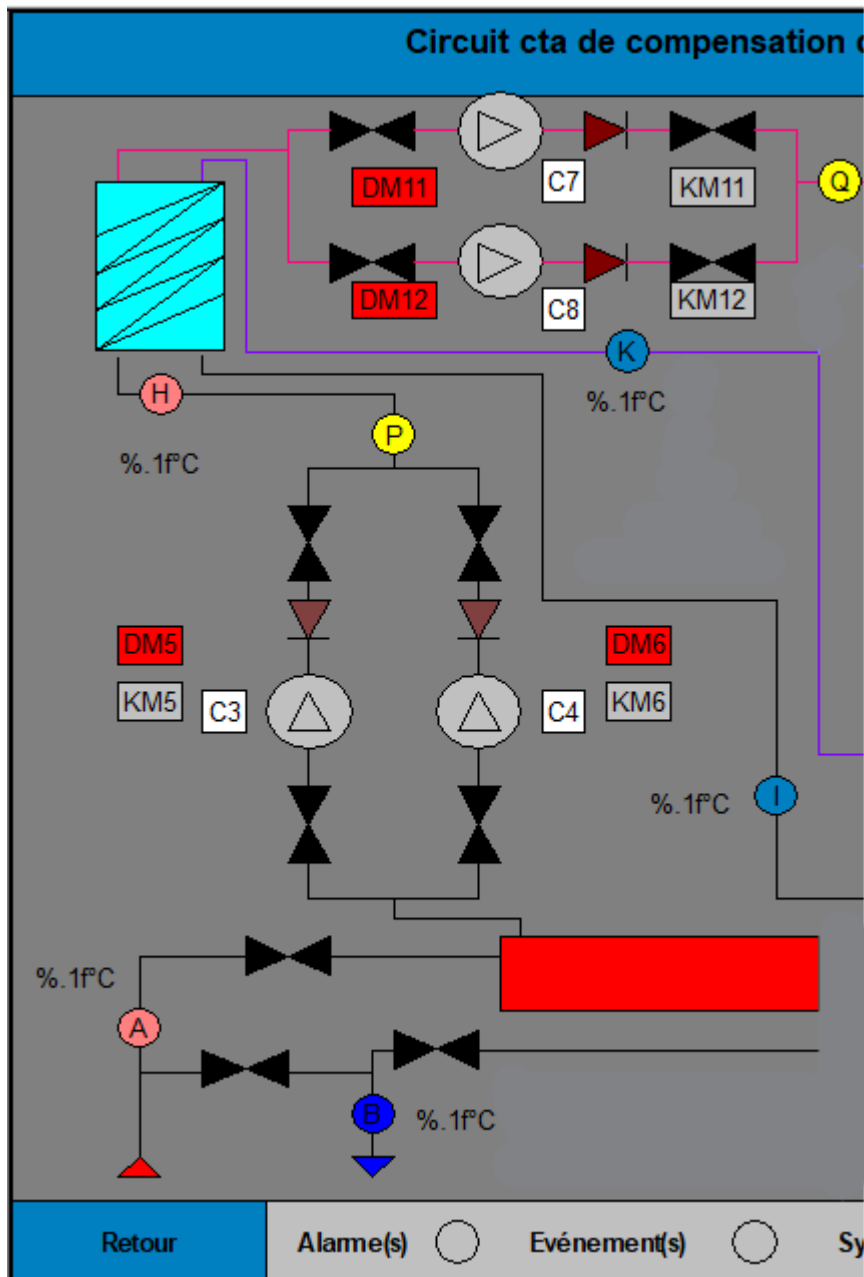 Circuit cta de compensation
DM11
C7
KM11
Q
DM12
C8
KM12
K
%.1f°C
H
%.1f°C
P
DM5
DM6
KM5
C3
C4
KM6
%.1f°C
I
%.1f°C
A
B
%.1f°C
Retour
Alarme(s)
Evénement(s)
Sy